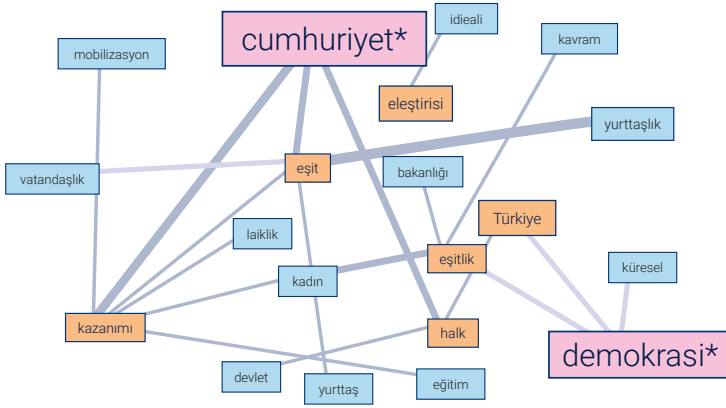 idieali
cumhuriyet*
kavram
mobilizasyon
eleştirisi
yurttaşlık
eşit
bakanlığı
vatandaşlık
Türkiye
laiklik
eşitlik
küresel
kadın
kazanımı
halk
demokrasi*
devlet
yurttaş
eğitim